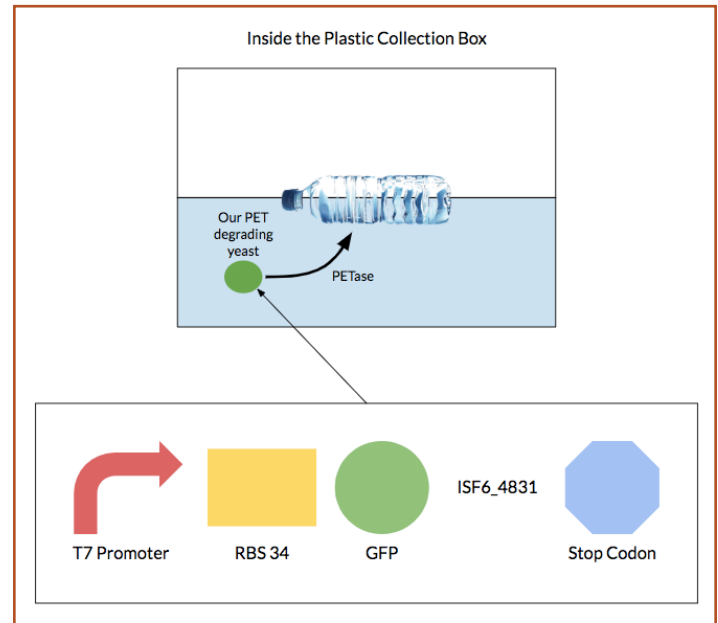 Inside the Plastic Collection Box
Our PET
degrading
yeast
PETase
ISF6_4831
T7 Promoter
RBS 34
GFP
Stop Codon